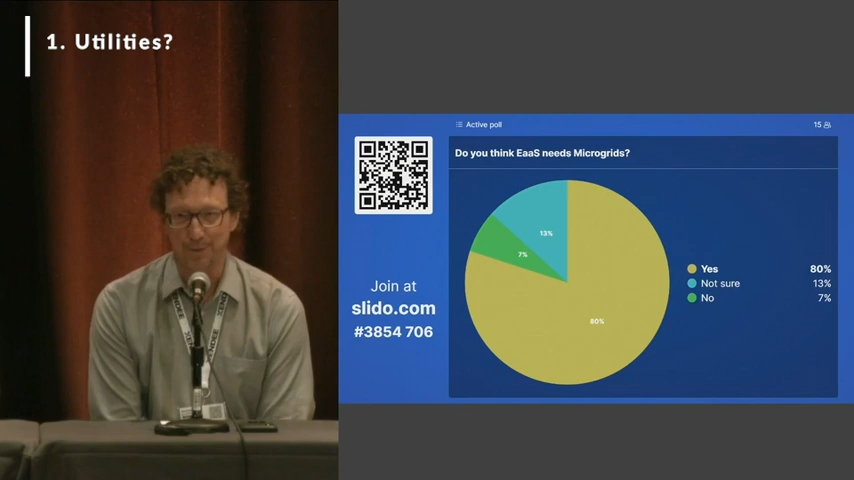 1. Utilities?
Active poll
15
Do you think EaaS needs Microgrids?
13%
7%
80%
Yes 80%
Not sure 13%
No 7%
Join at
slido.com
#3854 706
XENDEE